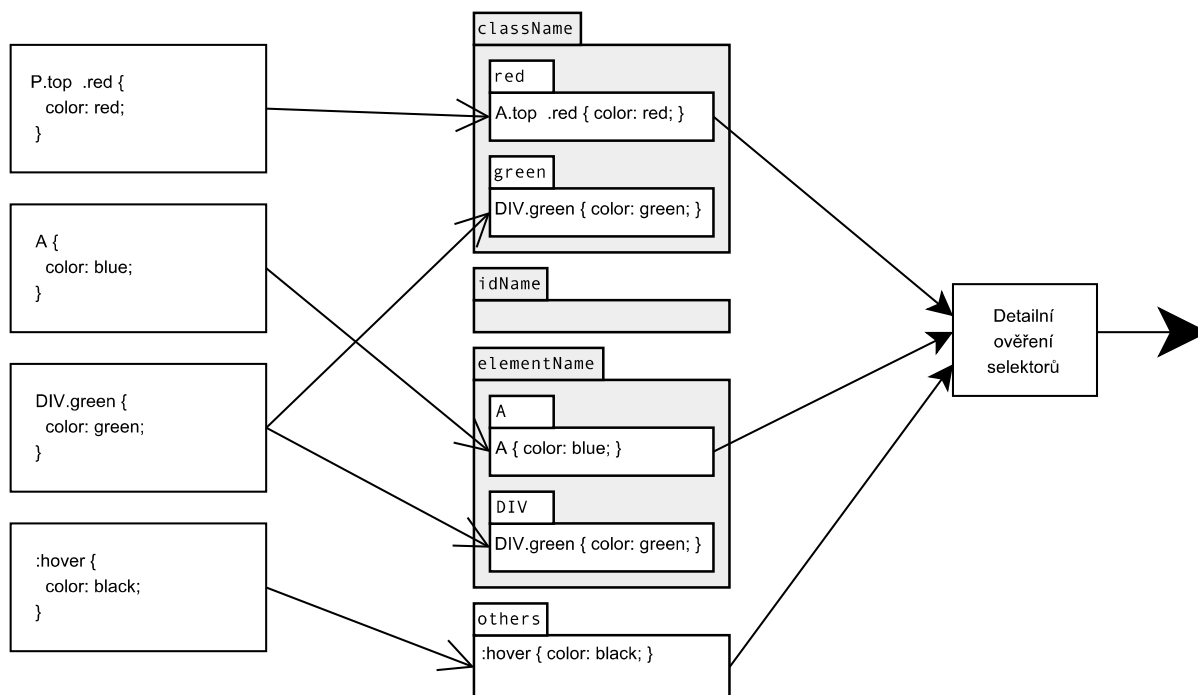 P.top  .red {
color: red;
}
A {
color: blue;
}
DIV.green {
color: green;
}
:hover {
color: black;
}
className
red
A.top  .red { color: red; }
green
DIV.green { color: green; }
idName
elementName
A
A { color: blue; }
DIV
DIV.green { color: green; }
others
:hover { color: black; }
Detailní
ověření
selektorů